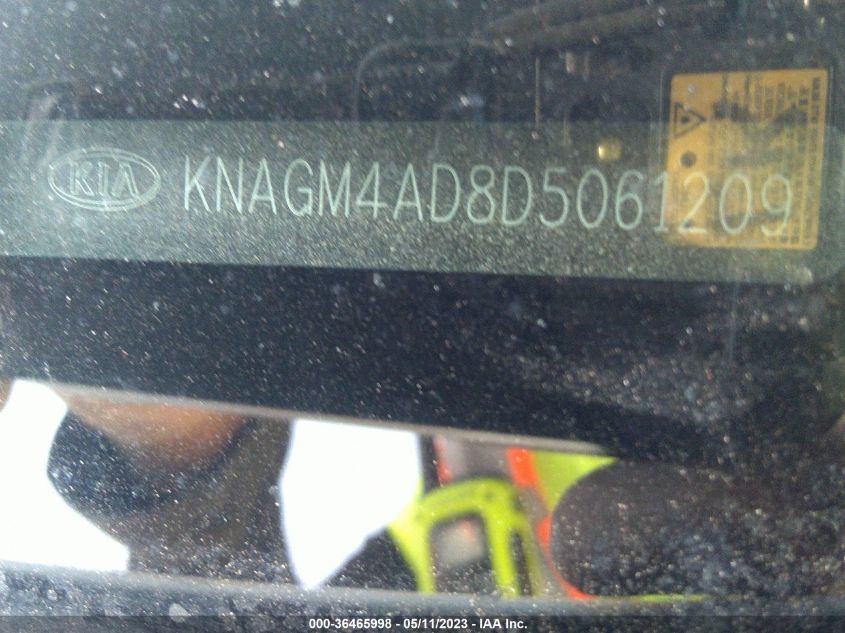 KIA KNAGM4AD8D5061209
000-36465998 - 05/11/2023 - IAA Inc.